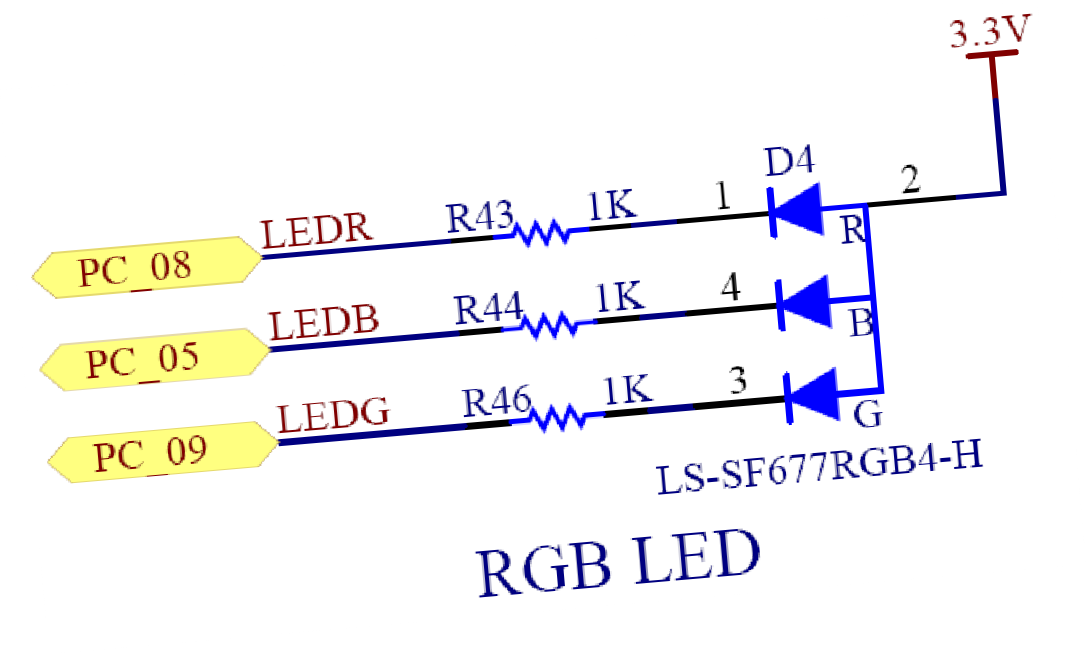 3.3V
D4
LEDR R43 1K 1 2
PC_08 R
LEDB R44 1K 4
PC_05 B
LEDG R46 1K 3
PC_09 G
LS-SF677RGB4-H
RGB LED